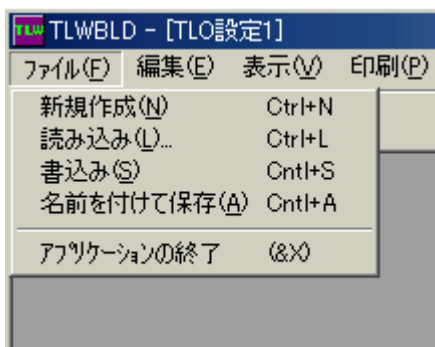 TLW TLWBLD - [TLO設定1]
ファイル(F) 編集(E) 表示(V) 印刷(P)
新規作成(N) Ctrl+N
読み込み(L)... Ctrl+L
書込み(S) Cntl+S
名前を付けて保存(A) Cntl+A
アプリケーションの終了 (&X)